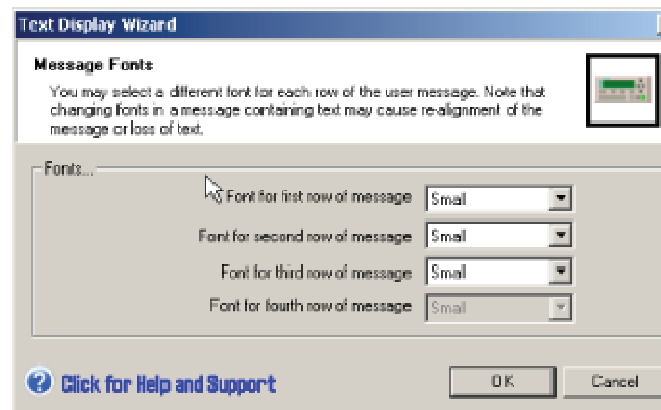 Text Display Wizard
Message Fonts
You may select a different font for each row of the user message. Note that
changing fonts in a message containing text may cause re-alignment of the
message or loss of text.
Fonts...
Font for first row of message Small
Font for second row of message Small
Font for third row of message Small
Font for fourth row of message Small
Click for Help and Support
OK Cancel